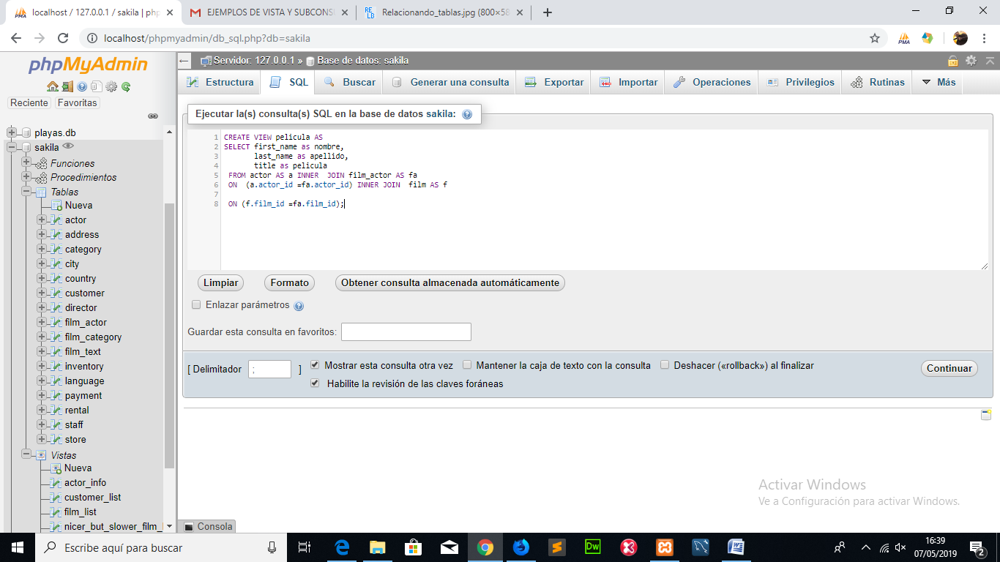 localhost / 127.0.0.1 / sakila | php
EJEMPLOS DE VISTA Y SUBCONS
Relacionando_tablas.jpg (800×58
localhost/phpmyadmin/db_sql.php?db=sakila
phpMyAdmin
Reciente
Favoritas
playas.db
sakila
Funciones
Procedimientos
Tablas
Nueva
actor
address
category
city
country
customer
director
film_actor
film_category
film_text
inventory
language
payment
rental
staff
store
Vistas
Nueva
actor_info
customer_list
film_list
nicer_but_slower_film_
Servidor: 127.0.0.1 » Base de datos: sakila
Estructura SQL Buscar Generar una consulta Exportar Importar Operaciones Privilegios Rutinas Más
Ejecutar la(s) consulta(s) SQL en la base de datos sakila:
1 CREATE VIEW pelicula AS
2 SELECT first_name as nombre,
3 last_name as apellido,
4 title as pelicula
5 FROM actor AS a INNER JOIN film_actor AS fa
6 ON (a.actor_id =fa.actor_id) INNER JOIN film AS f
7
8 ON (f.film_id =fa.film_id);
Limpiar Formato Obtener consulta almacenada automáticamente
Enlazar parámetros
Guardar esta consulta en favoritos:
[ Delimitador ; ] Mostrar esta consulta otra vez Mantener la caja de texto con la consulta Deshacer («rollback») al finalizar Continuar
Habilite la revisión de las claves foráneas
Activar Windows
Ve a Configuración para activar Windows.
Consola
Escribe aquí para buscar
16:39
07/05/2019
2